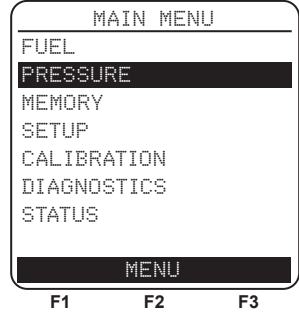 MAIN MENU
FUEL
PRESSURE
MEMORY
SETUP
CALIBRATION
DIAGNOSTICS
STATUS
MENU
F1 F2 F3